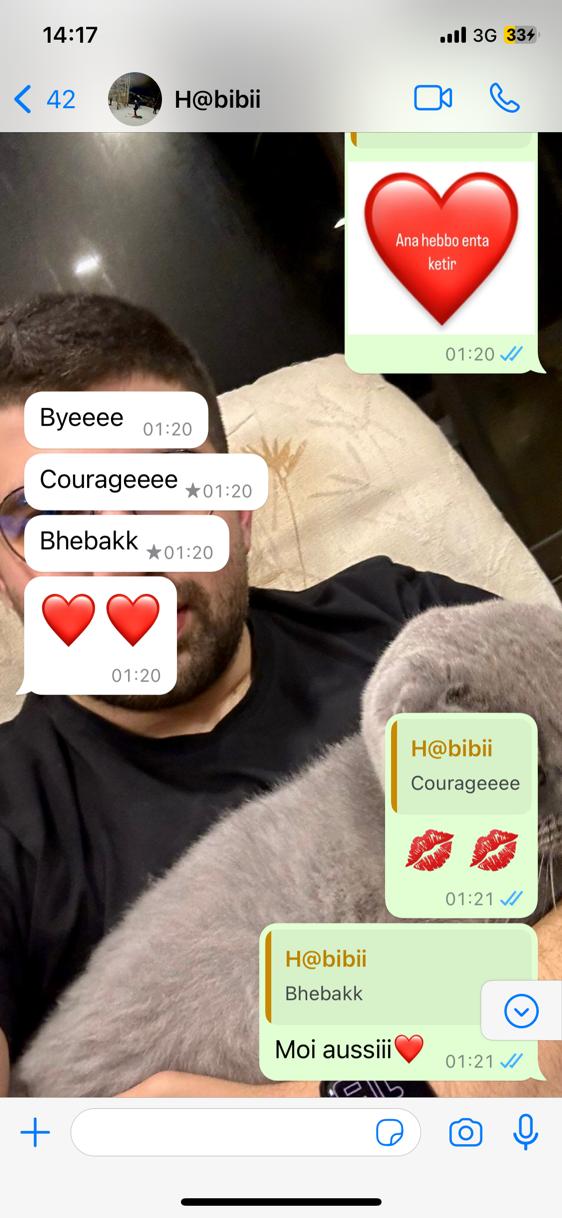 14:17
3G
33
42
H@bibii
Ana hebbo enta
ketir
01:20
Byeeee 01:20
Courageeee ★01:20
Bhebakk ★01:20
❤️❤️
01:20
H@bibii
Courageeee
💋💋
01:21
H@bibii
Bhebakk
Moi aussiii❤️ 01:21